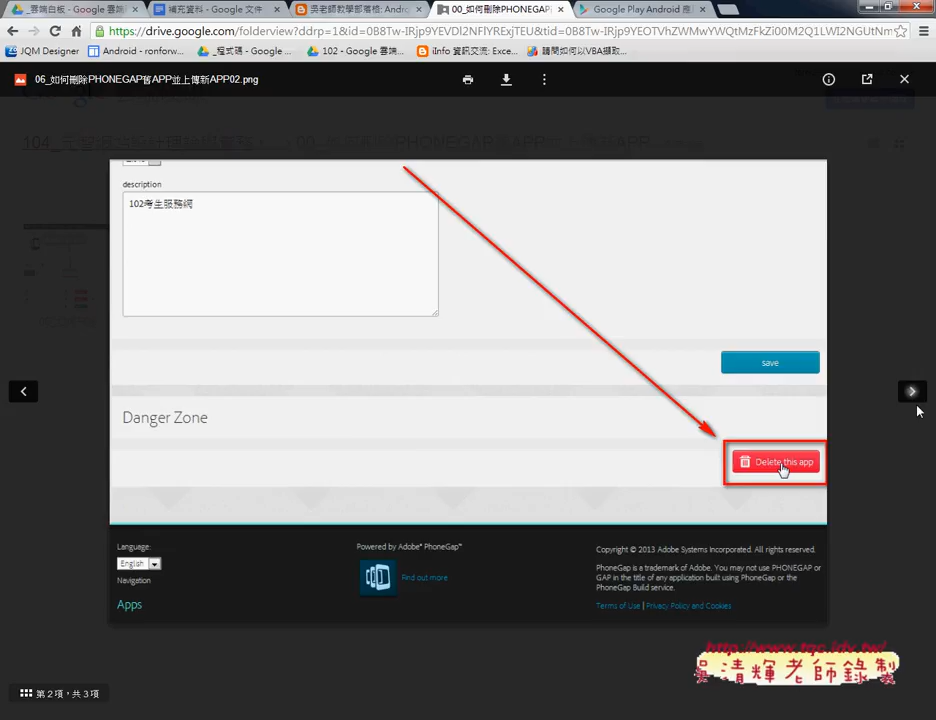 _雲端白板 - Google 雲端
補充資料 - Google 文件
吳老師教學部落格: Andro
00_如何刪除PHONEGAP
Google Play Android 應
https://drive.google.com/folderview?ddrp=1&id=0B8Tw-IRjp9YEVDl2NFlYRExjTEU&tid=0B8Tw-IRjp9YEOTVhZWMwYWQtMzFkZi00M2Q1LWI2NGUtNm
JQM Designer
Android - ronforw...
_程式碼 - Google ...
102 - Google 雲端...
iInfo 資訊交流: Exce...
請問如何以VBA擷取...
06_如何刪除PHONEGAP舊APP並上傳新APP02.png
description
102考生服務網
save
Danger Zone
Delete this app
Language:
English
Navigation
Apps
Powered by Adobe® PhoneGap™
Find out more
Copyright © 2013 Adobe Systems Incorporated. All rights reserved.
PhoneGap is a trademark of Adobe. You may not use PHONEGAP or
GAP in the title of any application built using PhoneGap or the
PhoneGap Build service.
Terms of Use | Privacy Policy and Cookies
http://www.tqc.idv.tw/
吳清輝老師錄製
第 2 項，共 3 項